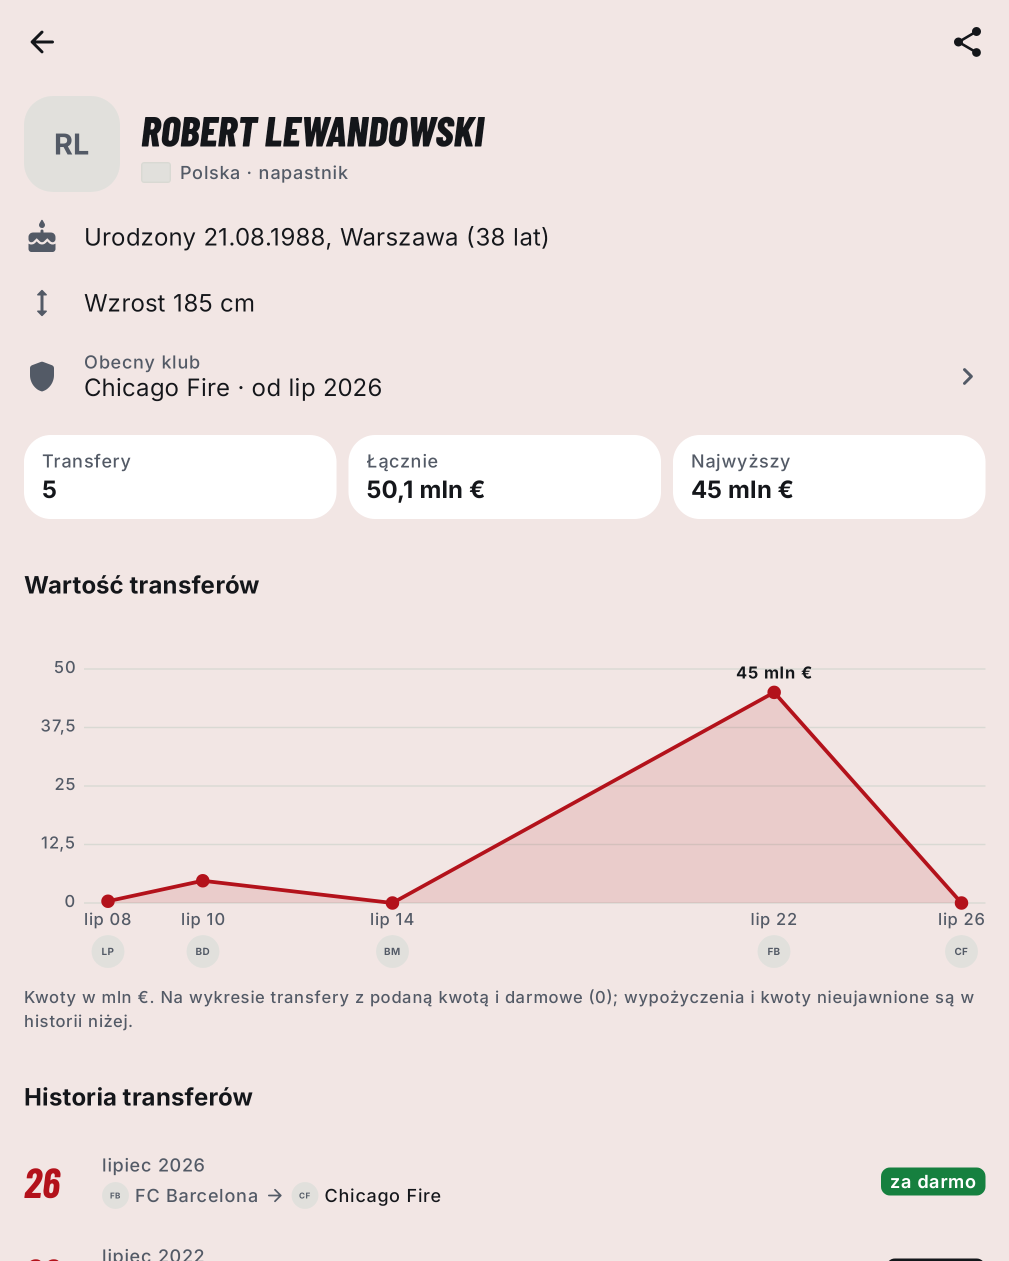 RL
ROBERT LEWANDOWSKI
Polska · napastnik
Urodzony 21.08.1988, Warszawa (38 lat)
Wzrost 185 cm
Obecny klub
Chicago Fire · od lip 2026
Transfery
5
Łącznie
50,1 mln €
Najwyższy
45 mln €
Wartość transferów
50
45 mln €
37,5
25
12,5
0
lip 08 lip 10 lip 14 lip 22 lip 26
LP BD BM FB CF
Kwoty w mln €. Na wykresie transfery z podaną kwotą i darmowe (0); wypożyczenia i kwoty nieujawnione są w
historii niżej.
Historia transferów
26
lipiec 2026
FB FC Barcelona → CF Chicago Fire
za darmo
lipiec 2022